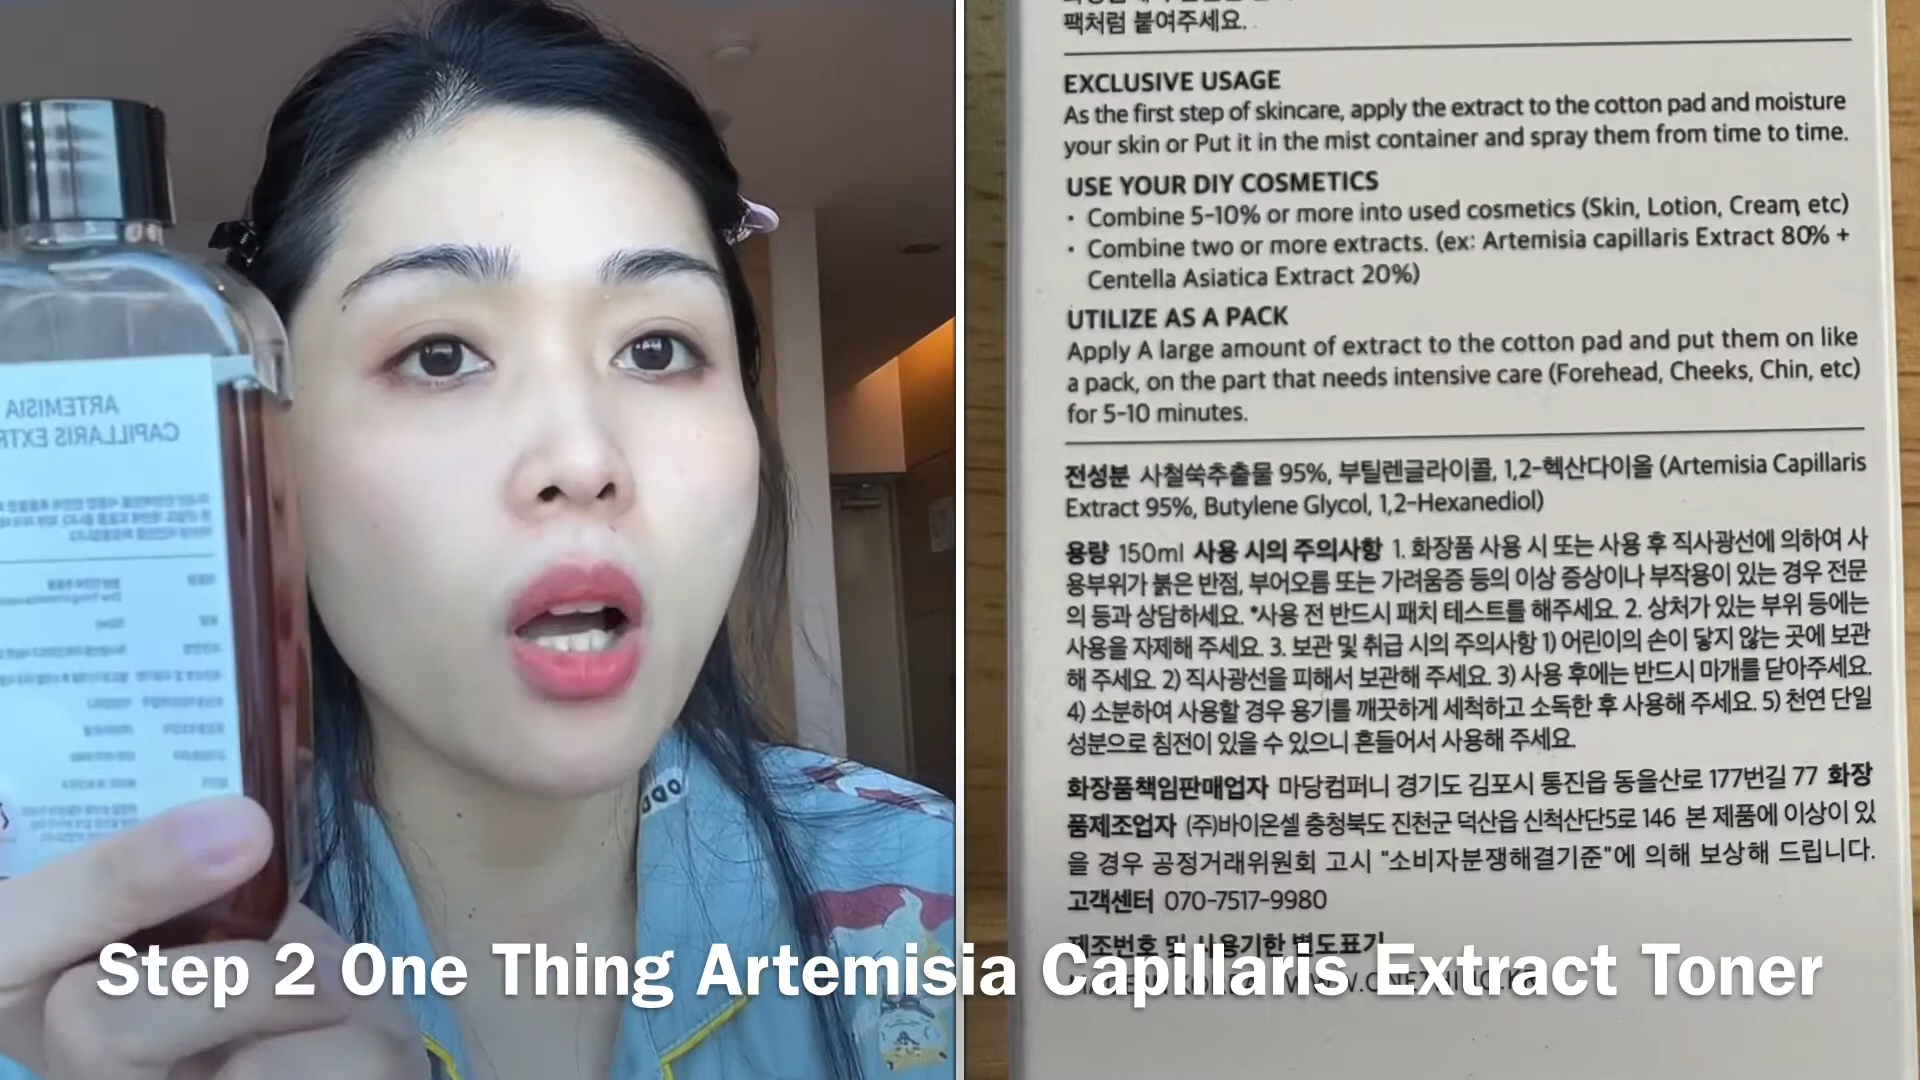 ARTEMISIA
CAPILLARIS EXTR
팩처럼 붙여주세요.
EXCLUSIVE USAGE
As the first step of skincare, apply the extract to the cotton pad and moisture
your skin or Put it in the mist container and spray them from time to time.
USE YOUR DIY COSMETICS
· Combine 5-10% or more into used cosmetics (Skin, Lotion, Cream, etc)
· Combine two or more extracts. (ex: Artemisia capillaris Extract 80% +
Centella Asiatica Extract 20%)
UTILIZE AS A PACK
Apply A large amount of extract to the cotton pad and put them on like
a pack, on the part that needs intensive care (Forehead, Cheeks, Chin, etc)
for 5-10 minutes.
전성분 사철쑥추출물 95%, 부틸렌글라이콜, 1,2-헥산다이올 (Artemisia Capillaris
Extract 95%, Butylene Glycol, 1,2-Hexanediol)
용량 150ml 사용 시의 주의사항 1. 화장품 사용 시 또는 사용 후 직사광선에 의하여 사
용부위가 붉은 반점, 부어오름 또는 가려움증 등의 이상 증상이나 부작용이 있는 경우 전문
의 등과 상담하세요. *사용 전 반드시 패치 테스트를 해주세요. 2. 상처가 있는 부위 등에는
사용을 자제해 주세요. 3. 보관 및 취급 시의 주의사항 1) 어린이의 손이 닿지 않는 곳에 보관
해 주세요. 2) 직사광선을 피해서 보관해 주세요. 3) 사용 후에는 반드시 마개를 닫아주세요.
4) 소분하여 사용할 경우 용기를 깨끗하게 세척하고 소독한 후 사용해 주세요. 5) 천연 단일
성분으로 침전이 있을 수 있으니 흔들어서 사용해 주세요.
화장품책임판매업자 마당컴퍼니 경기도 김포시 통진읍 동을산로 177번길 77 화장
품제조업자 (주)바이온셀 충청북도 진천군 덕산읍 신척산단5로 146 본 제품에 이상이 있
을 경우 공정거래위원회 고시 "소비자분쟁해결기준"에 의해 보상해 드립니다.
고객센터 070-7517-9980
제조번호 및 사용기한 별도표기
Step 2 One Thing Artemisia Capillaris Extract Toner